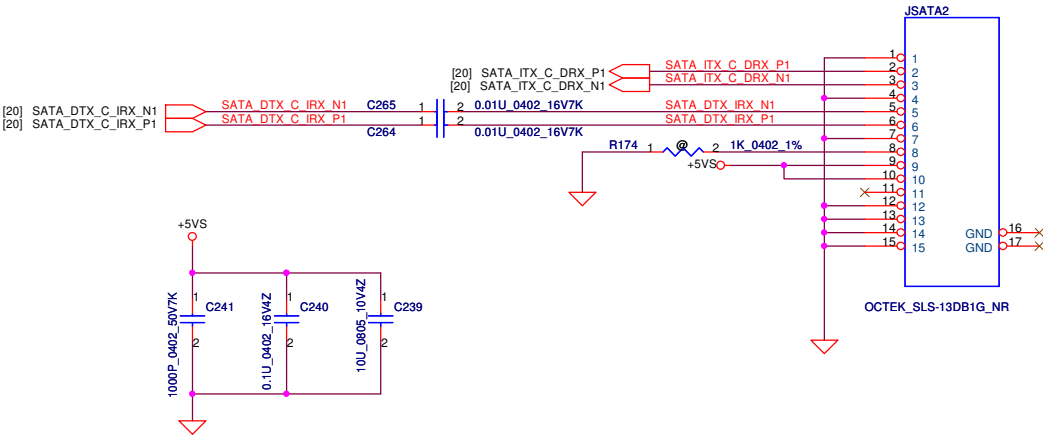 JSATA2
[20] SATA_ITX_C_DRX_P1 SATA_ITX_C_DRX_P1
[20] SATA_ITX_C_DRX_N1 SATA_ITX_C_DRX_N1
[20] SATA_DTX_C_IRX_N1 SATA_DTX_C_IRX_N1 C265 1 2 0.01U_0402_16V7K SATA_DTX_IRX_N1
[20] SATA_DTX_C_IRX_P1 SATA_DTX_C_IRX_P1 C264 1 2 0.01U_0402_16V7K SATA_DTX_IRX_P1
R174 1 @ 2 1K_0402_1%
+5VS
1 1
2 2
3 3
4 4
5 5
6 6
7 7
8 8
9 9
10 10
11 11
12 12
13 13
14 14
15 15
GND 16
GND 17
OCTEK_SLS-13DB1G_NR
+5VS
1 C241 2 1000P_0402_50V7K
1 C240 2 0.1U_0402_16V4Z
1 C239 2 10U_0805_10V4Z